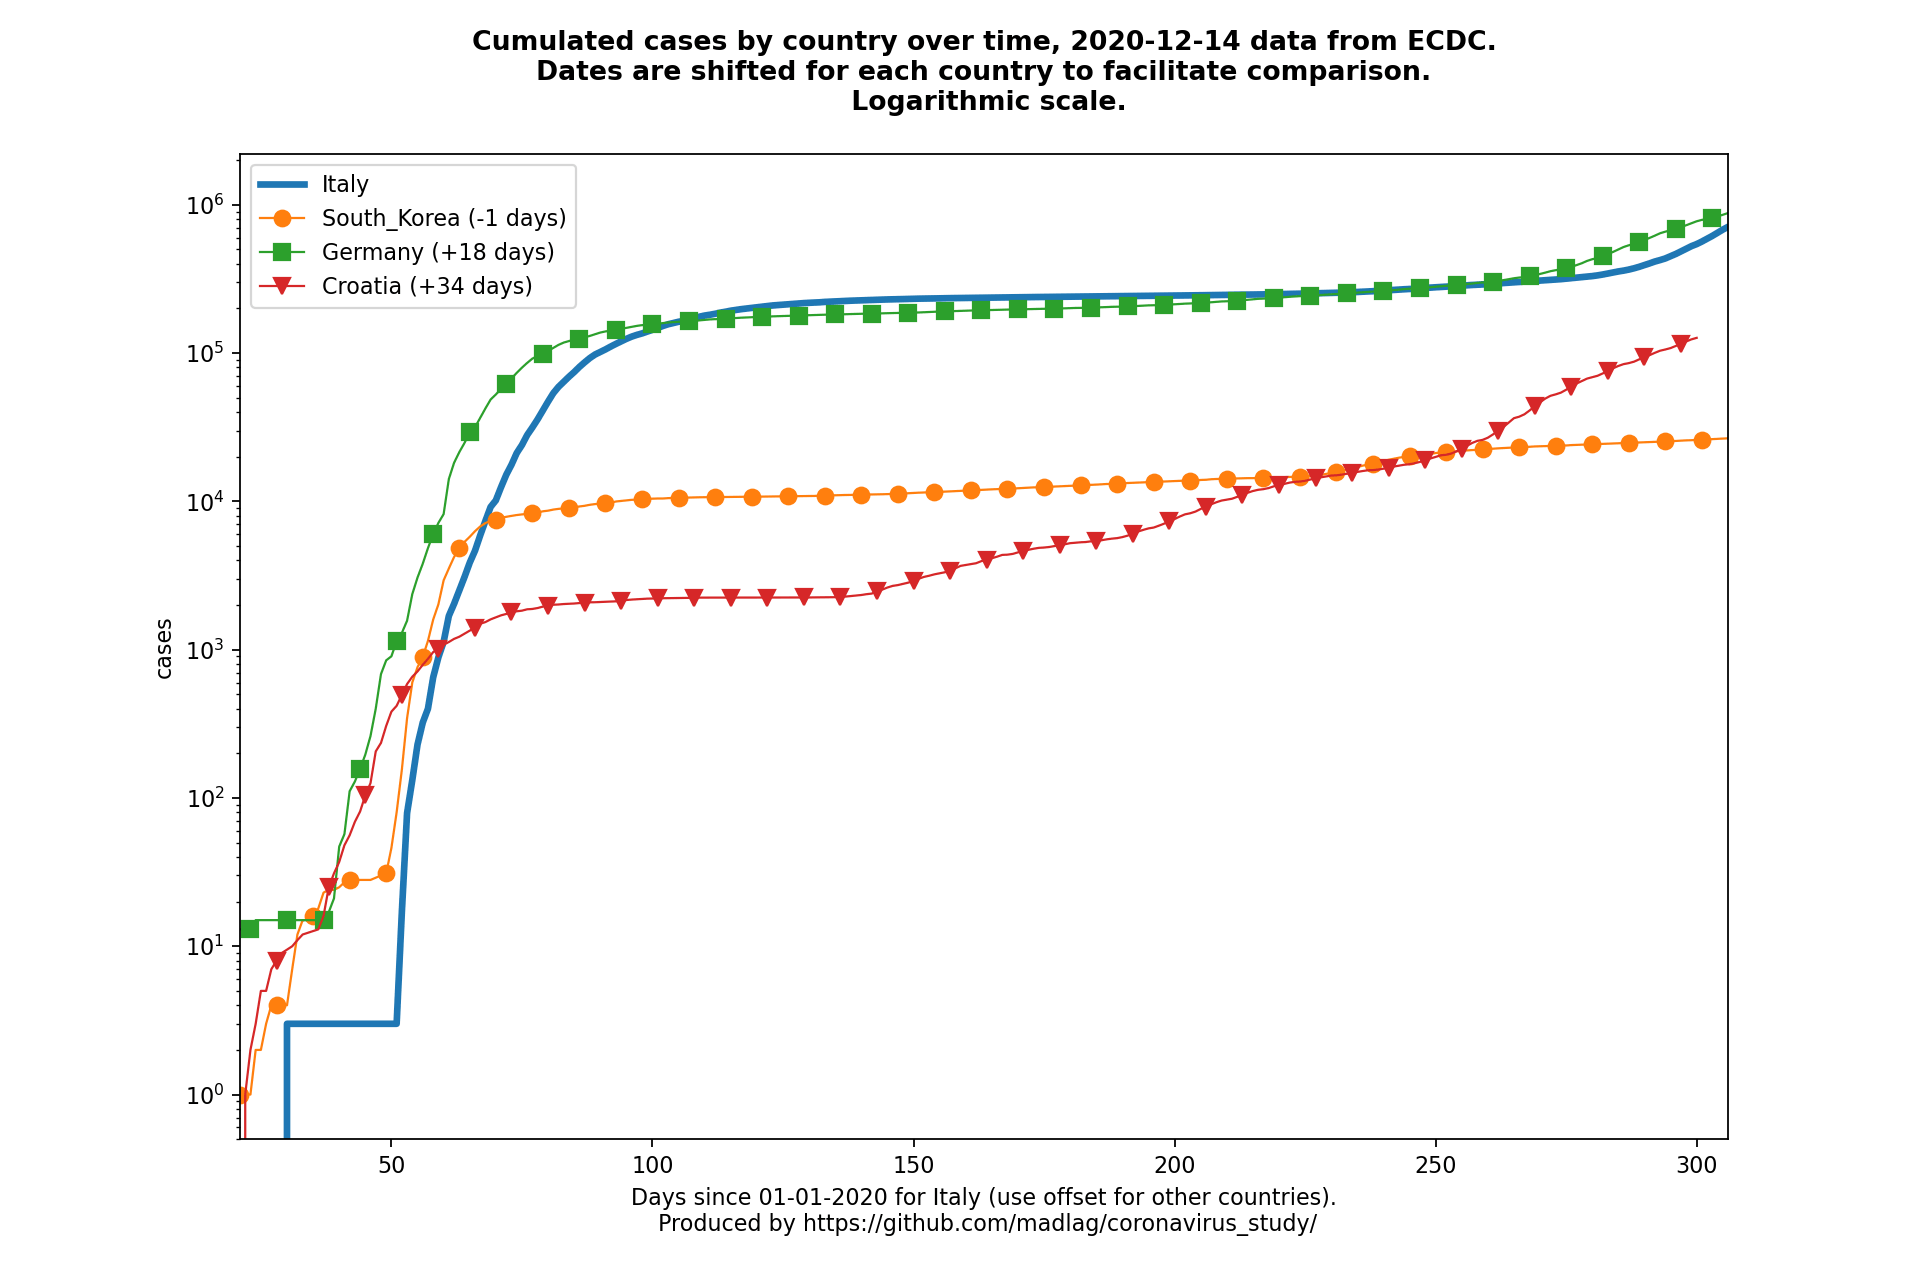 Cumulated cases by country over time, 2020-12-14 data from ECDC.
Dates are shifted for each country to facilitate comparison.
Logarithmic scale.
Italy
South_Korea (-1 days)
Germany (+18 days)
Croatia (+34 days)
10⁶
10⁵
10⁴
10³
10²
10¹
10⁰
cases
50 100 150 200 250 300
Days since 01-01-2020 for Italy (use offset for other countries).
Produced by https://github.com/madlag/coronavirus_study/